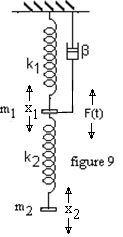 β
k1
m1 x1 F(t)
k2
figure 9
m2 x2